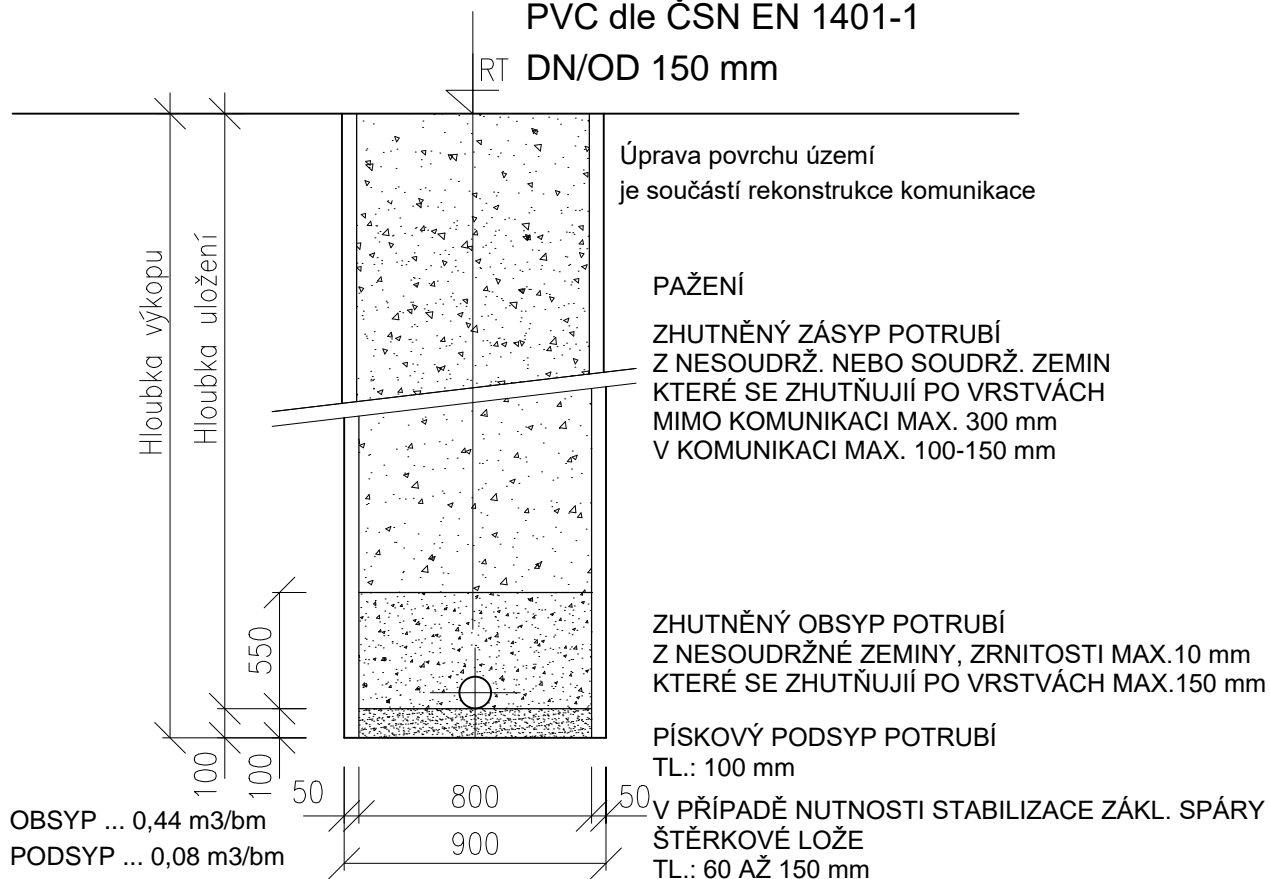 PVC dle ČSN EN 1401-1
RT DN/OD 150 mm
Úprava povrchu území
je součástí rekonstrukce komunikace
Hloubka výkopu
Hloubka uložení
PAŽENÍ
ZHUTNĚNÝ ZÁSYP POTRUBÍ
Z NESOUDRŽ. NEBO SOUDRŽ. ZEMIN
KTERÉ SE ZHUTŇUJIÍ PO VRSTVÁCH
MIMO KOMUNIKACI MAX. 300 mm
V KOMUNIKACI MAX. 100-150 mm
550
ZHUTNĚNÝ OBSYP POTRUBÍ
Z NESOUDRŽNÉ ZEMINY, ZRNITOSTI MAX.10 mm
KTERÉ SE ZHUTŇUJIÍ PO VRSTVÁCH MAX.150 mm
PÍSKOVÝ PODSYP POTRUBÍ
TL.: 100 mm
100
100
50
800
50
900
V PŘÍPADĚ NUTNOSTI STABILIZACE ZÁKL. SPÁRY
ŠTĚRKOVÉ LOŽE
TL.: 60 AŽ 150 mm
OBSYP ... 0,44 m3/bm
PODSYP ... 0,08 m3/bm